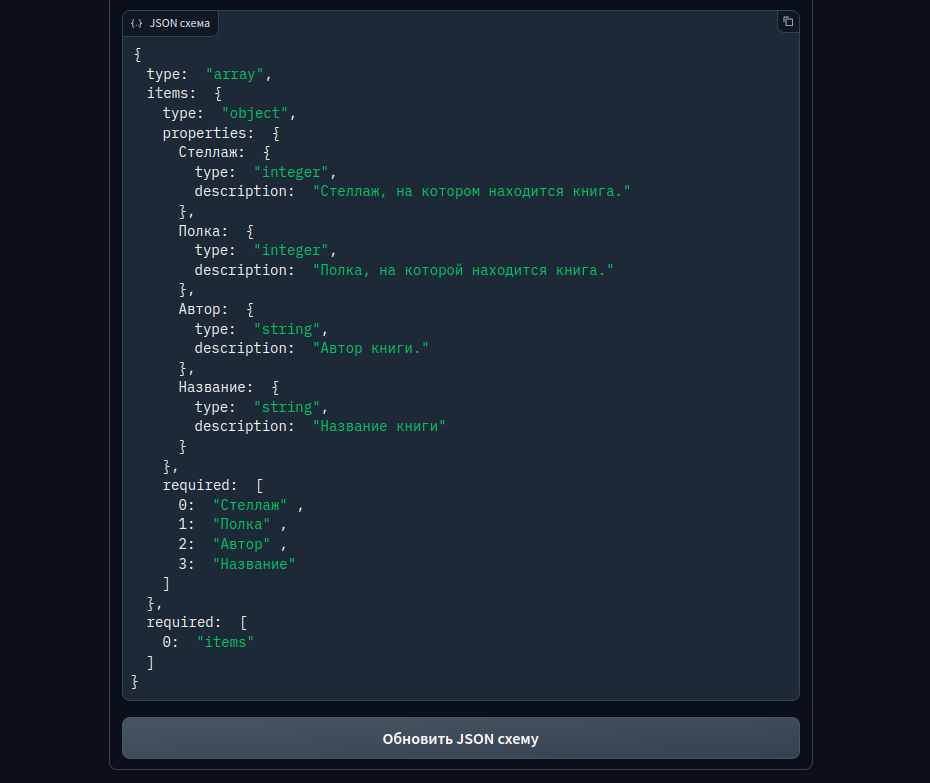 {.} JSON схема
{
type: "array",
items: {
type: "object",
properties: {
Стеллаж: {
type: "integer",
description: "Стеллаж, на котором находится книга."
},
Полка: {
type: "integer",
description: "Полка, на которой находится книга."
},
Автор: {
type: "string",
description: "Автор книги."
},
Название: {
type: "string",
description: "Название книги"
}
},
required: [
0: "Стеллаж" ,
1: "Полка" ,
2: "Автор" ,
3: "Название"
]
},
required: [
0: "items"
]
}
Обновить JSON схему